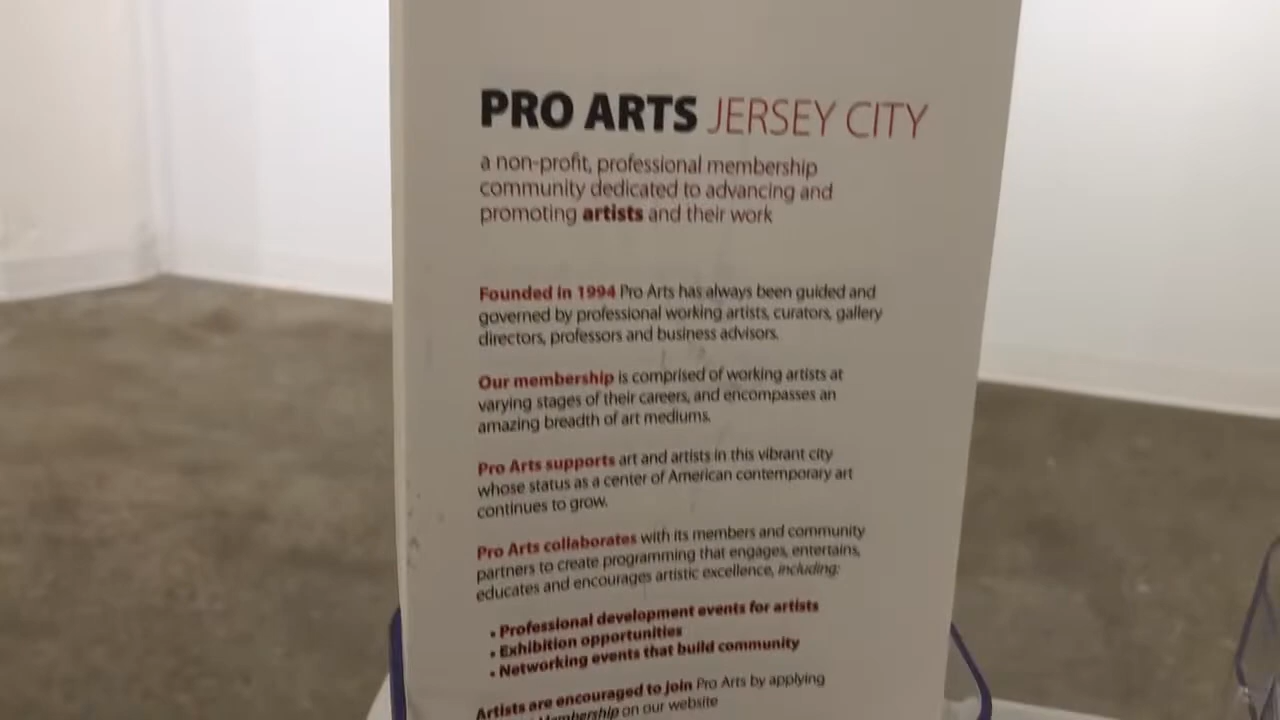 PRO ARTS JERSEY CITY
a non-profit, professional membership
community dedicated to advancing and
promoting artists and their work
Founded in 1994 Pro Arts has always been guided and
governed by professional working artists, curators, gallery
directors, professors and business advisors.
Our membership is comprised of working artists at
varying stages of their careers, and encompasses an
amazing breadth of art mediums.
Pro Arts supports art and artists in this vibrant city
whose status as a center of American contemporary art
continues to grow.
Pro Arts collaborates with its members and community
partners to create programming that engages, entertains,
educates and encourages artistic excellence, including:
• Professional development events for artists
• Exhibition opportunities
• Networking events that build community
Artists are encouraged to join Pro Arts by applying
Membership on our website